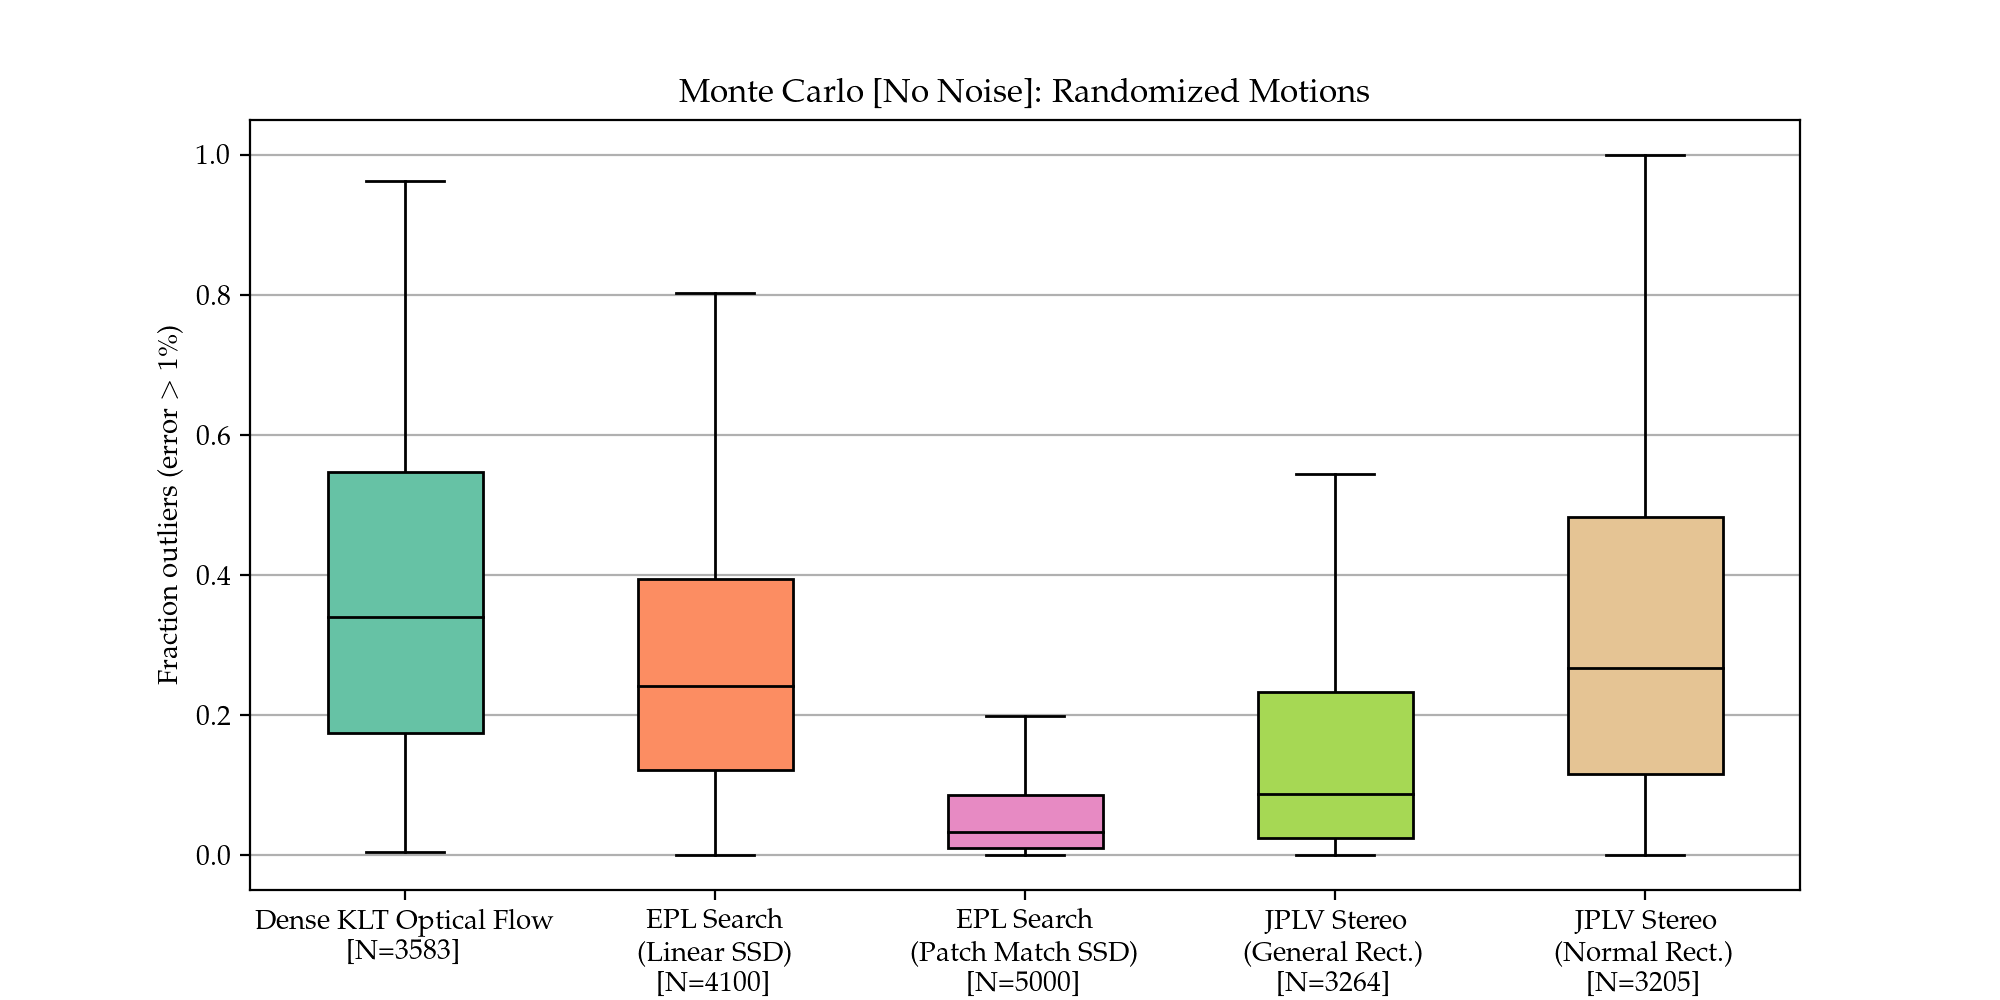 Monte Carlo [No Noise]: Randomized Motions
Fraction outliers (error > 1%)
1.0
0.8
0.6
0.4
0.2
0.0
Dense KLT Optical Flow
[N=3583]
EPL Search
(Linear SSD)
[N=4100]
EPL Search
(Patch Match SSD)
[N=5000]
JPLV Stereo
(General Rect.)
[N=3264]
JPLV Stereo
(Normal Rect.)
[N=3205]